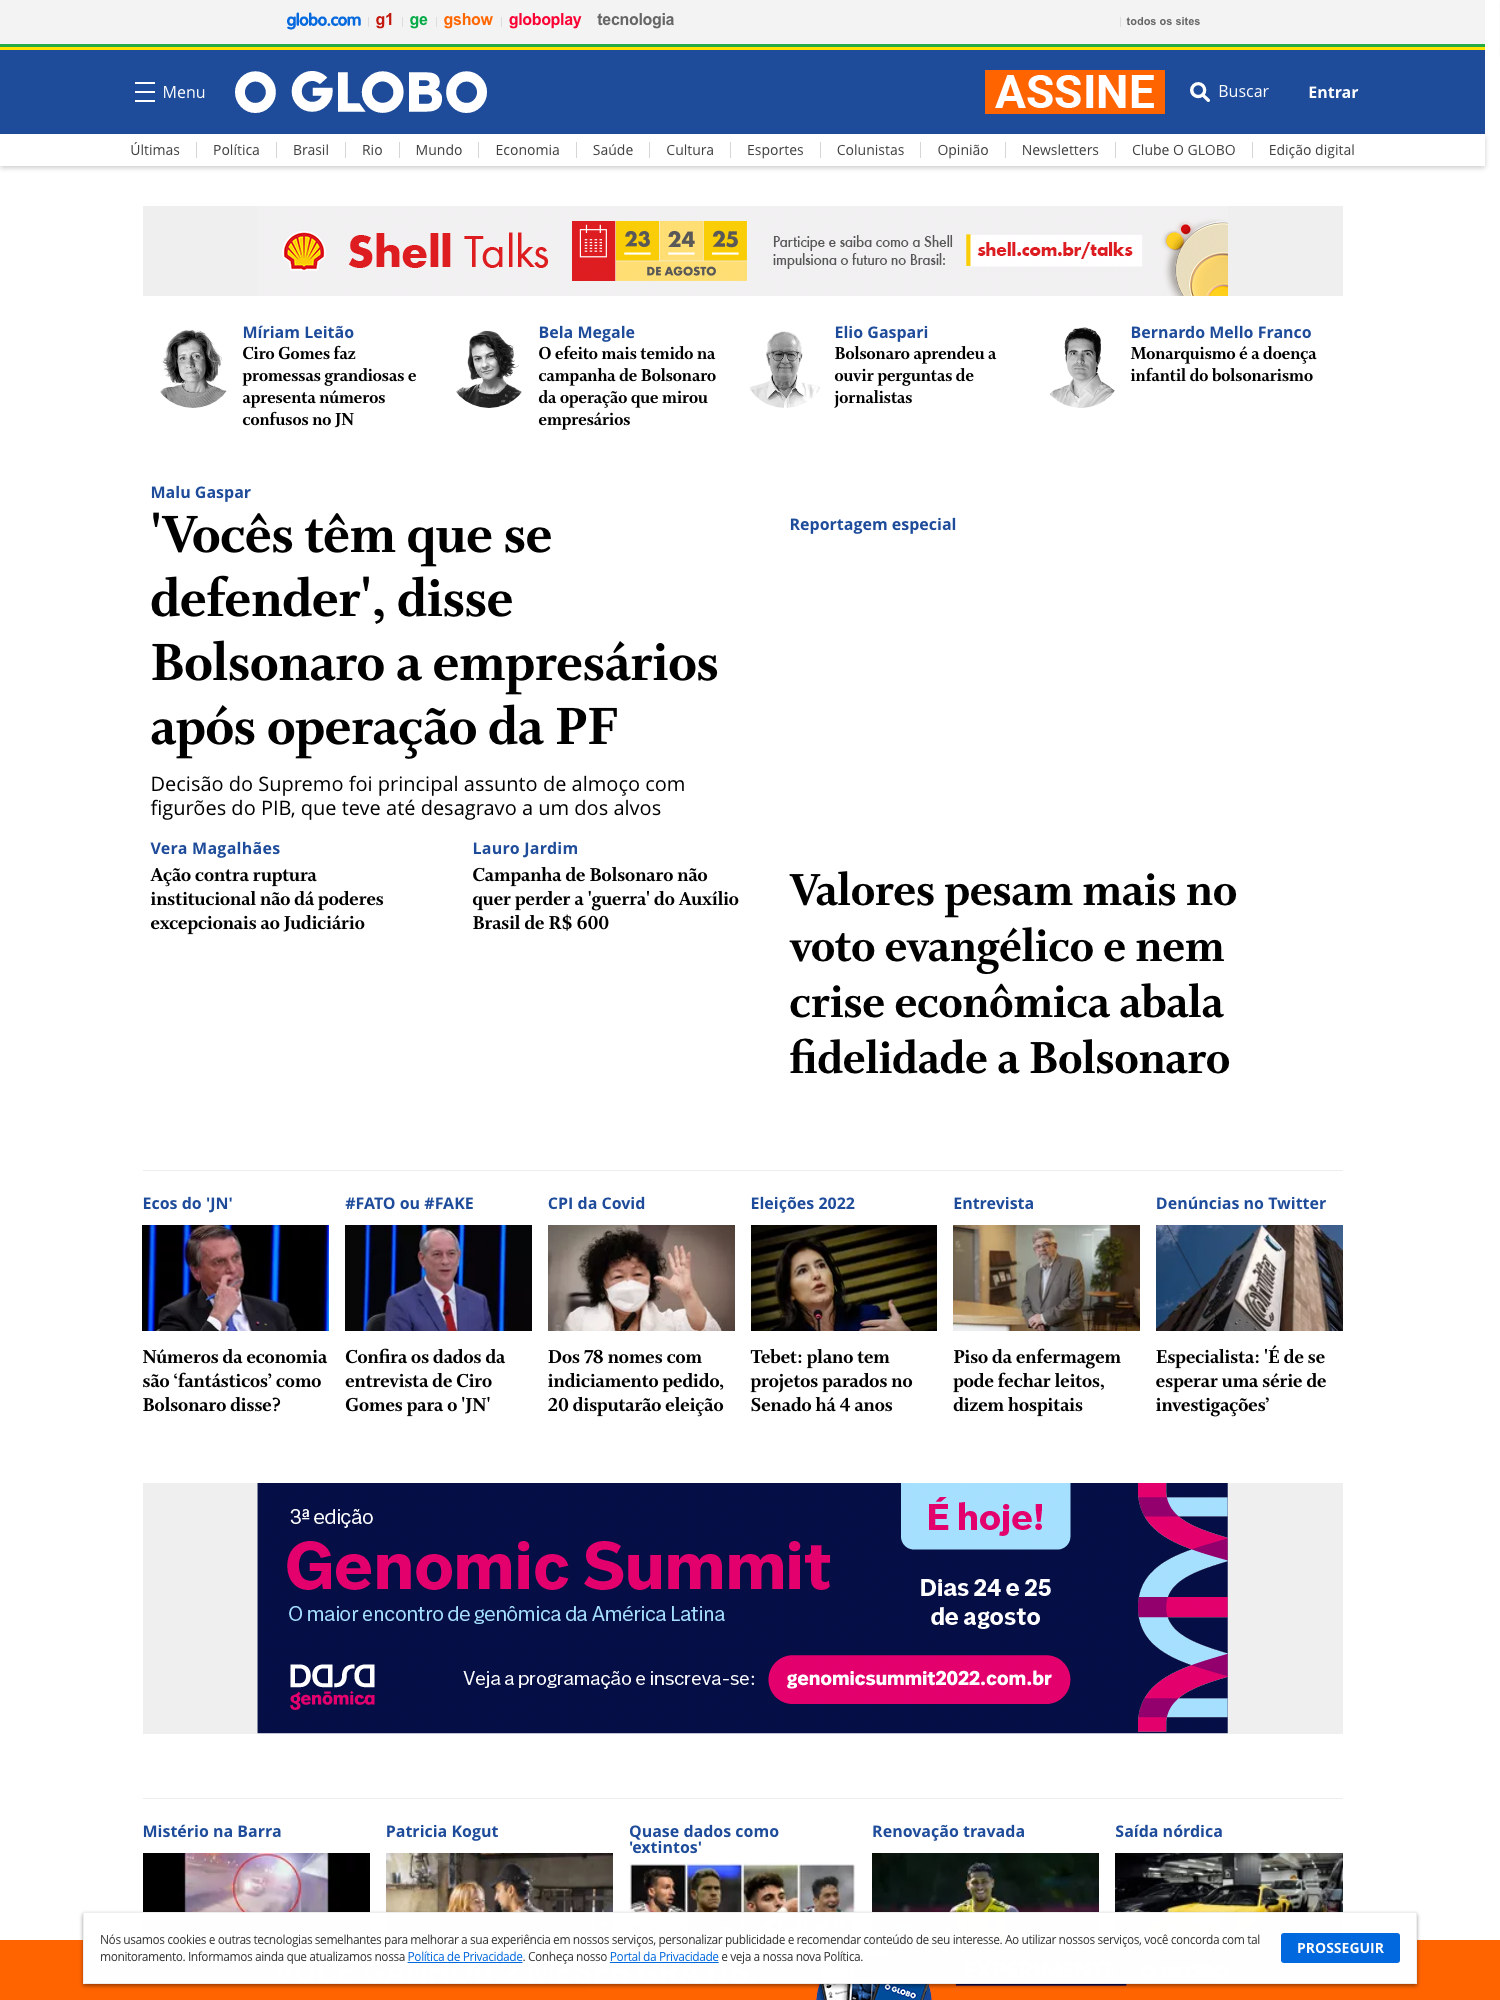 globo.com g1 ge gshow globoplay tecnologia todos os sites
Menu O GLOBO ASSINE Buscar Entrar
Últimas Política Brasil Rio Mundo Economia Saúde Cultura Esportes Colunistas Opinião Newsletters Clube O GLOBO Edição digital
Shell Talks
23 24 25
DE AGOSTO
Participe e saiba como a Shell
impulsiona o futuro no Brasil:
shell.com.br/talks
Míriam Leitão
Ciro Gomes faz
promessas grandiosas e
apresenta números
confusos no JN
Bela Megale
O efeito mais temido na
campanha de Bolsonaro
da operação que mirou
empresários
Elio Gaspari
Bolsonaro aprendeu a
ouvir perguntas de
jornalistas
Bernardo Mello Franco
Monarquismo é a doença
infantil do bolsonarismo
Malu Gaspar
'Vocês têm que se
defender', disse
Bolsonaro a empresários
após operação da PF
Decisão do Supremo foi principal assunto de almoço com
figurões do PIB, que teve até desagravo a um dos alvos
Vera Magalhães
Ação contra ruptura
institucional não dá poderes
excepcionais ao Judiciário
Lauro Jardim
Campanha de Bolsonaro não
quer perder a 'guerra' do Auxílio
Brasil de R$ 600
Reportagem especial
Valores pesam mais no
voto evangélico e nem
crise econômica abala
fidelidade a Bolsonaro
Ecos do 'JN'
Números da economia
são ‘fantásticos’ como
Bolsonaro disse?
#FATO ou #FAKE
Confira os dados da
entrevista de Ciro
Gomes para o 'JN'
CPI da Covid
Dos 78 nomes com
indiciamento pedido,
20 disputarão eleição
Eleições 2022
Tebet: plano tem
projetos parados no
Senado há 4 anos
Entrevista
Piso da enfermagem
pode fechar leitos,
dizem hospitais
Denúncias no Twitter
twitter
Especialista: 'É de se
esperar uma série de
investigações’
3ª edição
Genomic Summit
O maior encontro de genômica da América Latina
É hoje!
Dias 24 e 25
de agosto
Dasa
genômica
Veja a programação e inscreva-se:
genomicsummit2022.com.br
Mistério na Barra
Patricia Kogut
Quase dados como
'extintos'
Renovação travada
Saída nórdica
Nós usamos cookies e outras tecnologias semelhantes para melhorar a sua experiência em nossos serviços, personalizar publicidade e recomendar conteúdo de seu interesse. Ao utilizar nossos serviços, você concorda com tal
monitoramento. Informamos ainda que atualizamos nossa Política de Privacidade. Conheça nosso Portal da Privacidade e veja a nossa nova Política.
PROSSEGUIR
O GLOBO